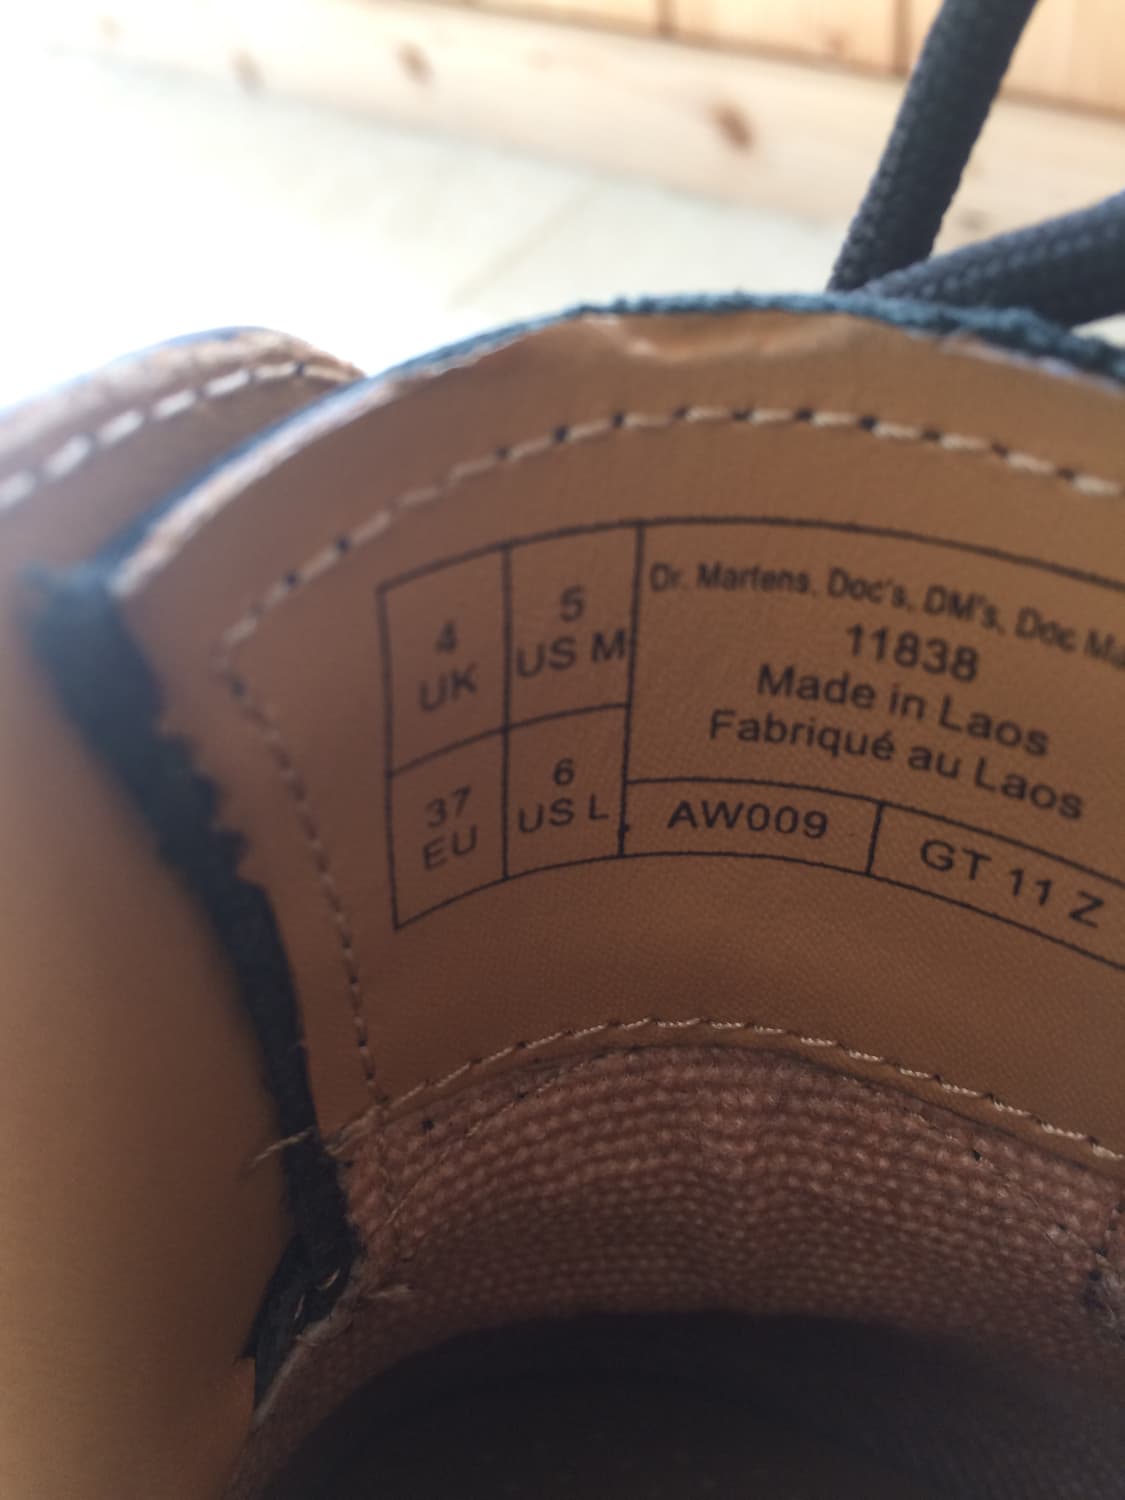 4
UK
5
US M
37
EU
6
US L
Dr. Martens. Doc's, DM's, Doc
11838
Made in Laos
Fabriqué au Laos
AW009
GT 11 Z